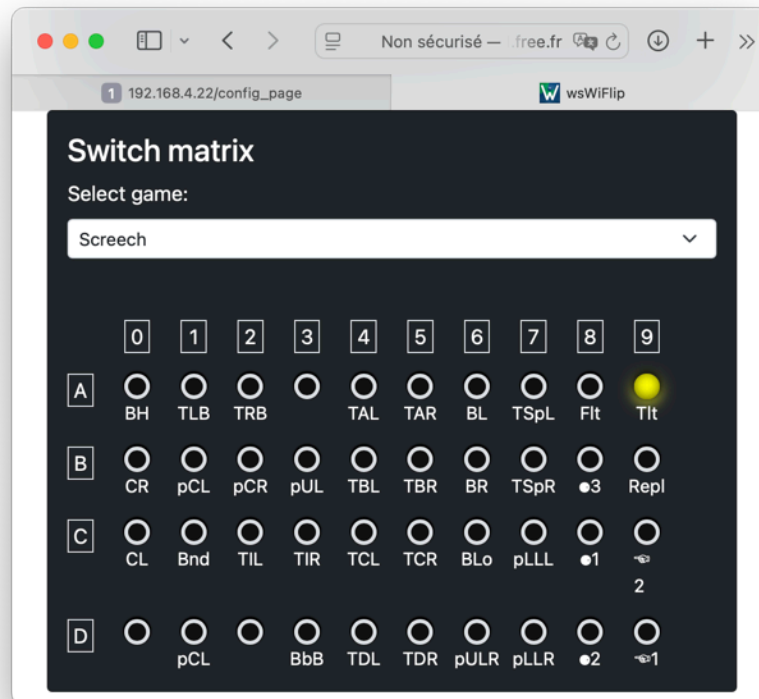 Non sécurisé — .free.fr
1 192.168.4.22/config_page wsWiFlip
Switch matrix
Select game:
Screech
0 1 2 3 4 5 6 7 8 9
A
BH TLB TRB TAL TAR BL TSpL Flt Tlt
B
CR pCL pCR pUL TBL TBR BR TSpR ●3 Repl
C
CL Bnd TIL TIR TCL TCR BLo pLLL ●1 ☜
2
D
pCL BbB TDL TDR pULR pLLR ●2 ☜1